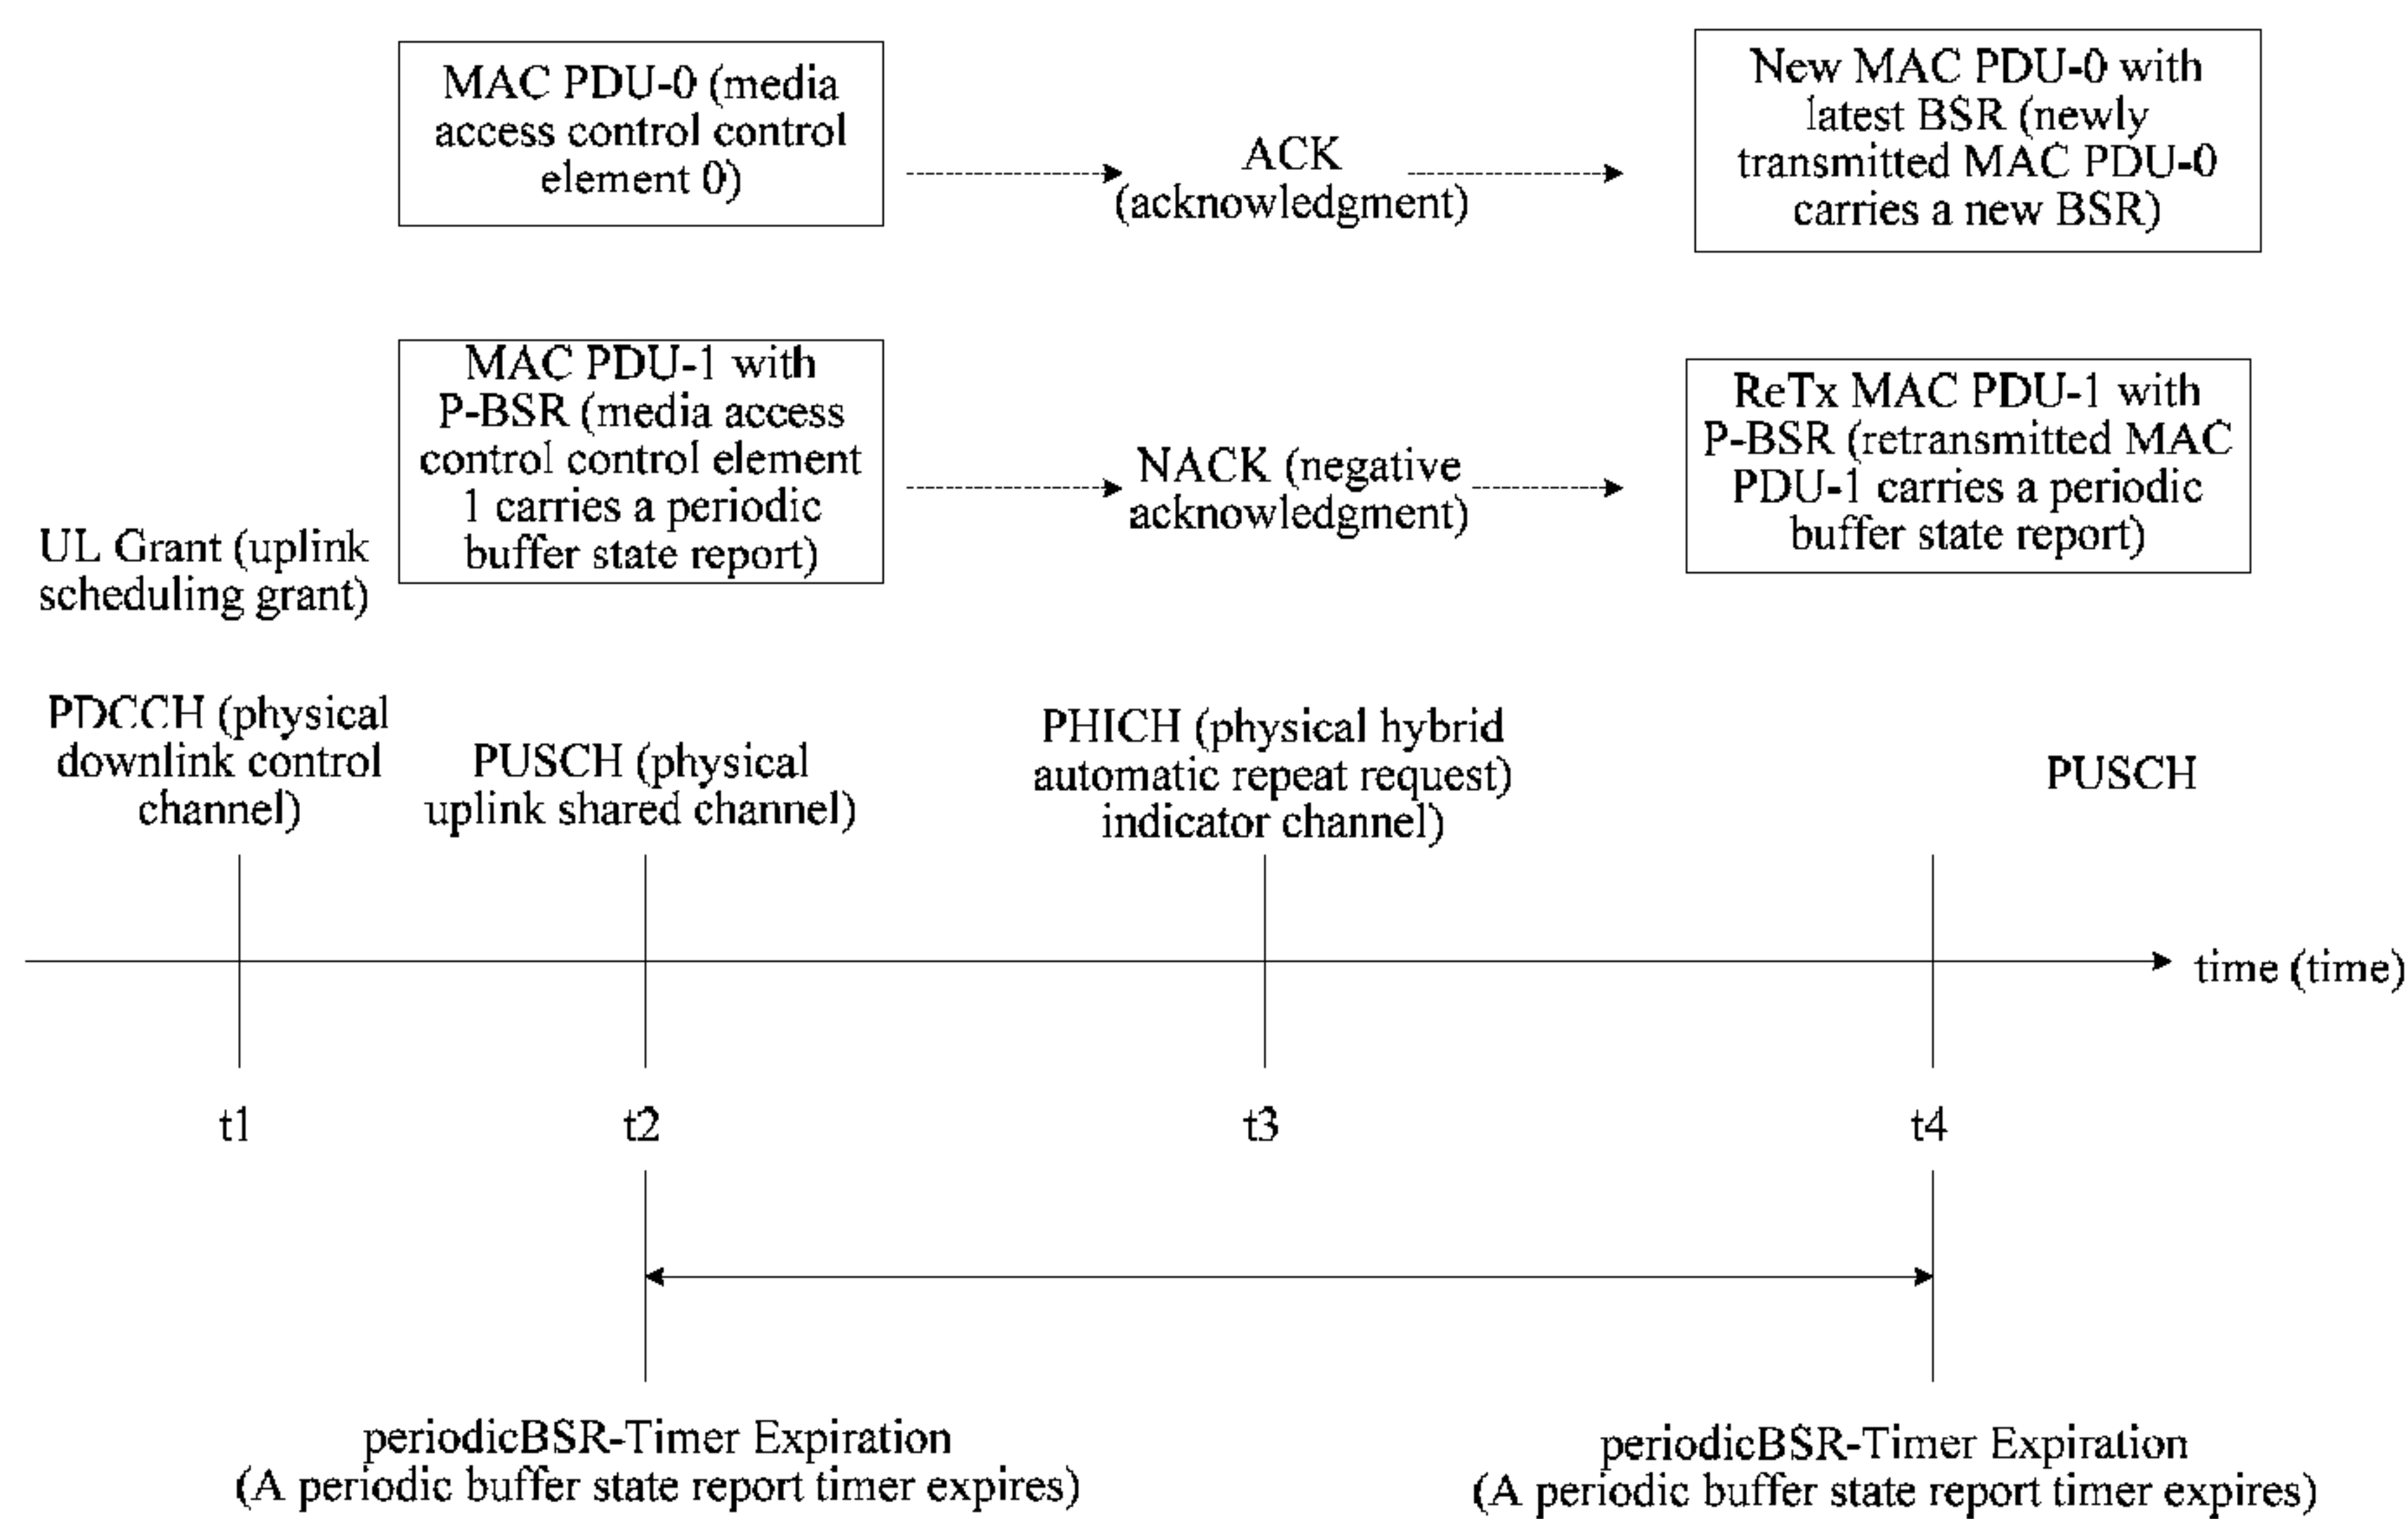 MAC PDU-0 (media
access control control
element 0)
ACK
(acknowledgment)
New MAC PDU-0 with
latest BSR (newly
transmitted MAC PDU-0
carries a new BSR)
MAC PDU-1 with
P-BSR (media access
control control element
1 carries a periodic
buffer state report)
NACK (negative
acknowledgment)
ReTx MAC PDU-1 with
P-BSR (retransmitted MAC
PDU-1 carries a periodic
buffer state report)
UL Grant (uplink
scheduling grant)
PDCCH (physical
downlink control
channel)
PUSCH (physical
uplink shared channel)
PHICH (physical hybrid
automatic repeat request)
indicator channel)
PUSCH
time (time)
t1
t2
t3
t4
periodicBSR-Timer Expiration
(A periodic buffer state report timer expires)
periodicBSR-Timer Expiration
(A periodic buffer state report timer expires)